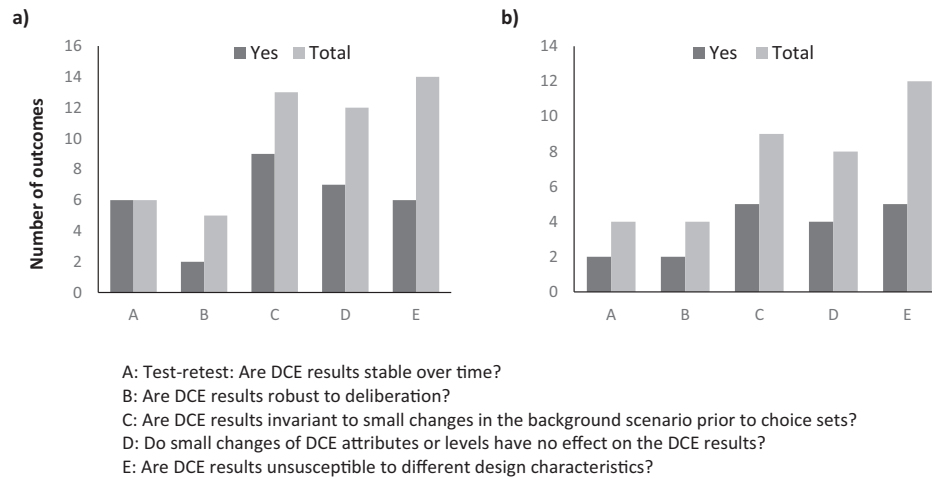 a)
16
14
12
10
8
6
4
2
0
Number of outcomes
Yes Total
A B C D E
b)
14
12
10
8
6
4
2
0
Yes Total
A B C D E
A: Test-retest: Are DCE results stable over time?
B: Are DCE results robust to deliberation?
C: Are DCE results invariant to small changes in the background scenario prior to choice sets?
D: Do small changes of DCE attributes or levels have no effect on the DCE results?
E: Are DCE results unsusceptible to different design characteristics?